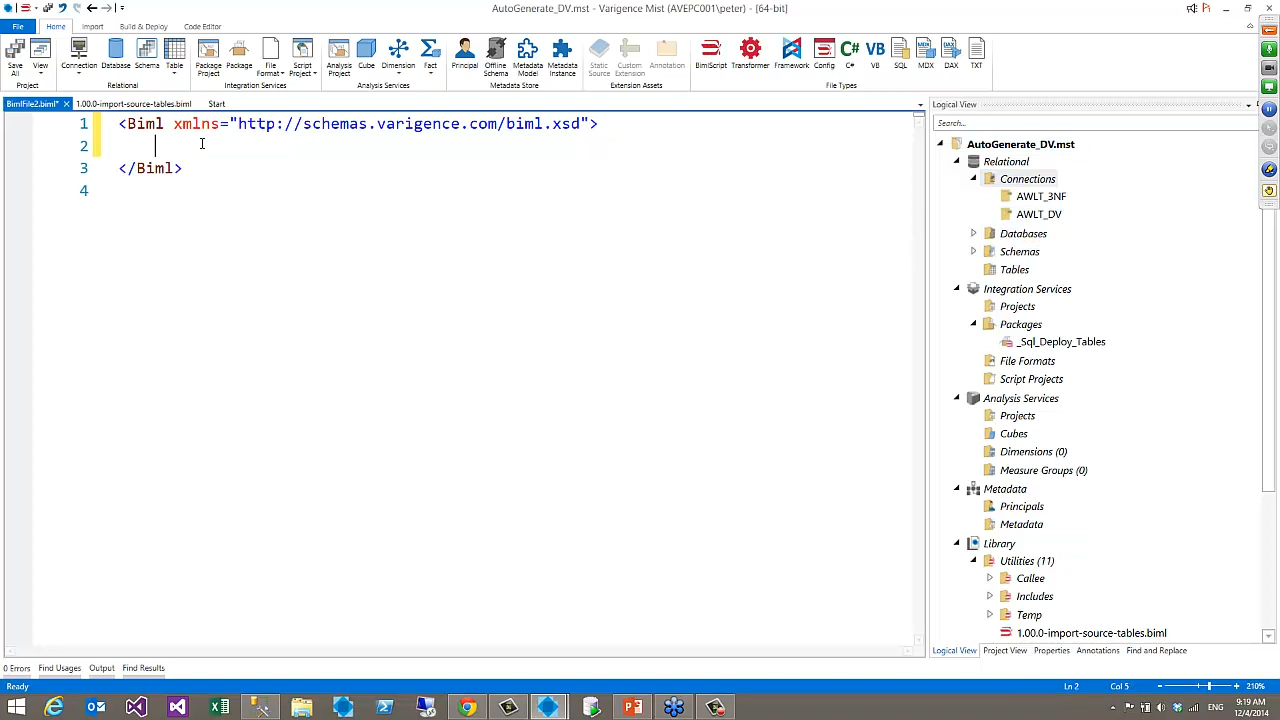 AutoGenerate_DV.mst - Varigence Mist (AVEPC001\peter) - [64-bit]
File Home Import Build & Deploy Code Editor
Save All
View
Connection
Database
Schema
Table
Package Project
Package
File Format
Script Project
Analysis Project
Cube
Dimension
Fact
Principal
Offline Schema
Metadata Model
Metadata Instance
Static Source
Custom Extension
Annotation
BimlScript
Transformer
Framework
Config
C# C#
VB VB
SQL
MDX
DAX
TXT
Project Relational Integration Services Analysis Services Metadata Store Extension Assets File Types
BimlFile2.biml* 1.00.0-import-source-tables.biml Start
1 <Biml xmlns="http://schemas.varigence.com/biml.xsd">
2
3 </Biml>
4
Logical View
Search...
AutoGenerate_DV.mst
Relational
Connections
AWLT_3NF
AWLT_DV
Databases
Schemas
Tables
Integration Services
Projects
Packages
_Sql_Deploy_Tables
File Formats
Script Projects
Analysis Services
Projects
Cubes
Dimensions (0)
Measure Groups (0)
Metadata
Principals
Metadata
Library
Utilities (11)
Callee
Includes
Temp
1.00.0-import-source-tables.biml
Logical View Project View Properties Annotations Find and Replace
0 Errors Find Usages Output Find Results
Ready Ln 2 Col 5 210%
ENG
9:19 AM
12/4/2014